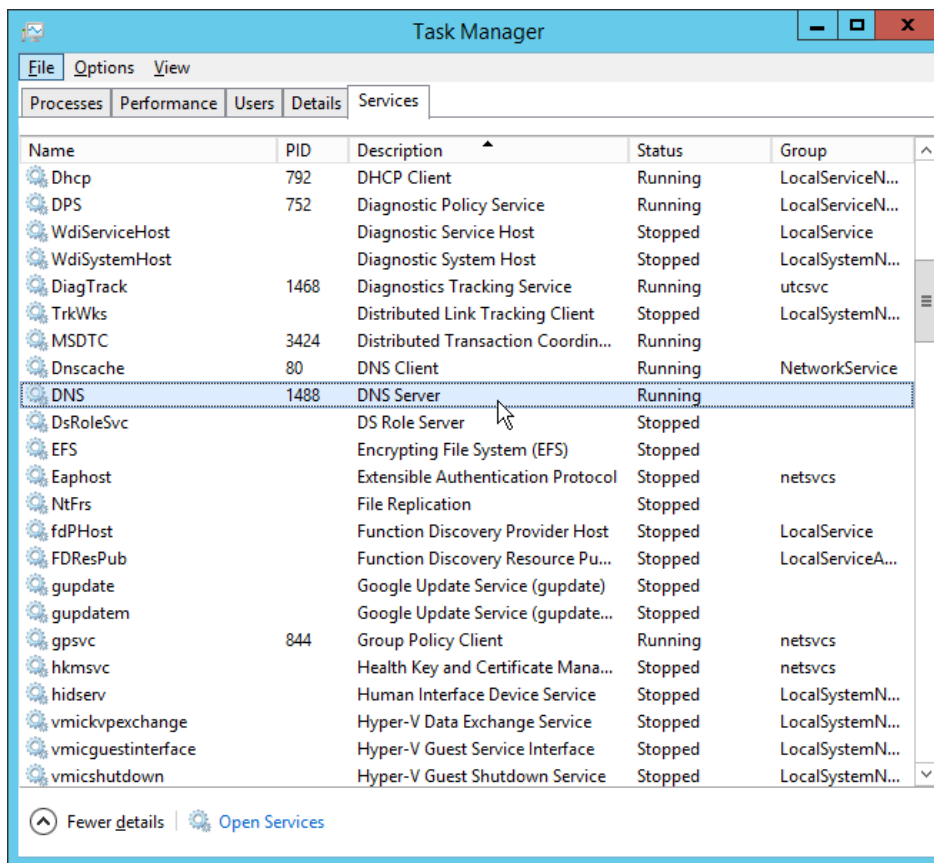 Task Manager
File Options View
Processes Performance Users Details Services
Name PID Description Status Group
Dhcp 792 DHCP Client Running LocalServiceN...
DPS 752 Diagnostic Policy Service Running LocalServiceN...
WdiServiceHost Diagnostic Service Host Stopped LocalService
WdiSystemHost Diagnostic System Host Stopped LocalSystemN...
DiagTrack 1468 Diagnostics Tracking Service Running utcsvc
TrkWks Distributed Link Tracking Client Stopped LocalSystemN...
MSDTC 3424 Distributed Transaction Coordin... Running
Dnscache 80 DNS Client Running NetworkService
DNS 1488 DNS Server Running
DsRoleSvc DS Role Server Stopped
EFS Encrypting File System (EFS) Stopped
Eaphost Extensible Authentication Protocol Stopped netsvcs
NtFrs File Replication Stopped
fdPHost Function Discovery Provider Host Stopped LocalService
FDResPub Function Discovery Resource Pu... Stopped LocalServiceA...
gupdate Google Update Service (gupdate) Stopped
gupdatem Google Update Service (gupdate... Stopped
gpsvc 844 Group Policy Client Running netsvcs
hkmsvc Health Key and Certificate Mana... Stopped netsvcs
hidserv Human Interface Device Service Stopped LocalSystemN...
vmickvpexchange Hyper-V Data Exchange Service Stopped LocalSystemN...
vmicguestinterface Hyper-V Guest Service Interface Stopped LocalSystemN...
vmicshutdown Hyper-V Guest Shutdown Service Stopped LocalSystemN...
Fewer details Open Services